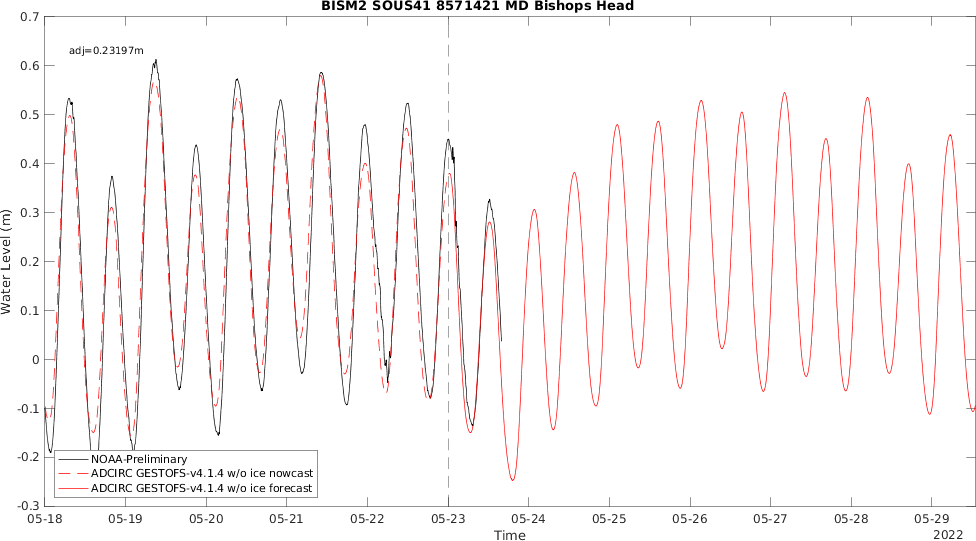 BISM2 SOUS41 8571421 MD Bishops Head
0.7
adj=0.23197m
0.6
0.5
0.4
0.3
0.2
0.1
0
-0.1
-0.2
-0.3
Water Level (m)
NOAA-Preliminary
ADCIRC GESTOFS-v4.1.4 w/o ice nowcast
ADCIRC GESTOFS-v4.1.4 w/o ice forecast
05-18 05-19 05-20 05-21 05-22 05-23 05-24 05-25 05-26 05-27 05-28 05-29
Time
2022